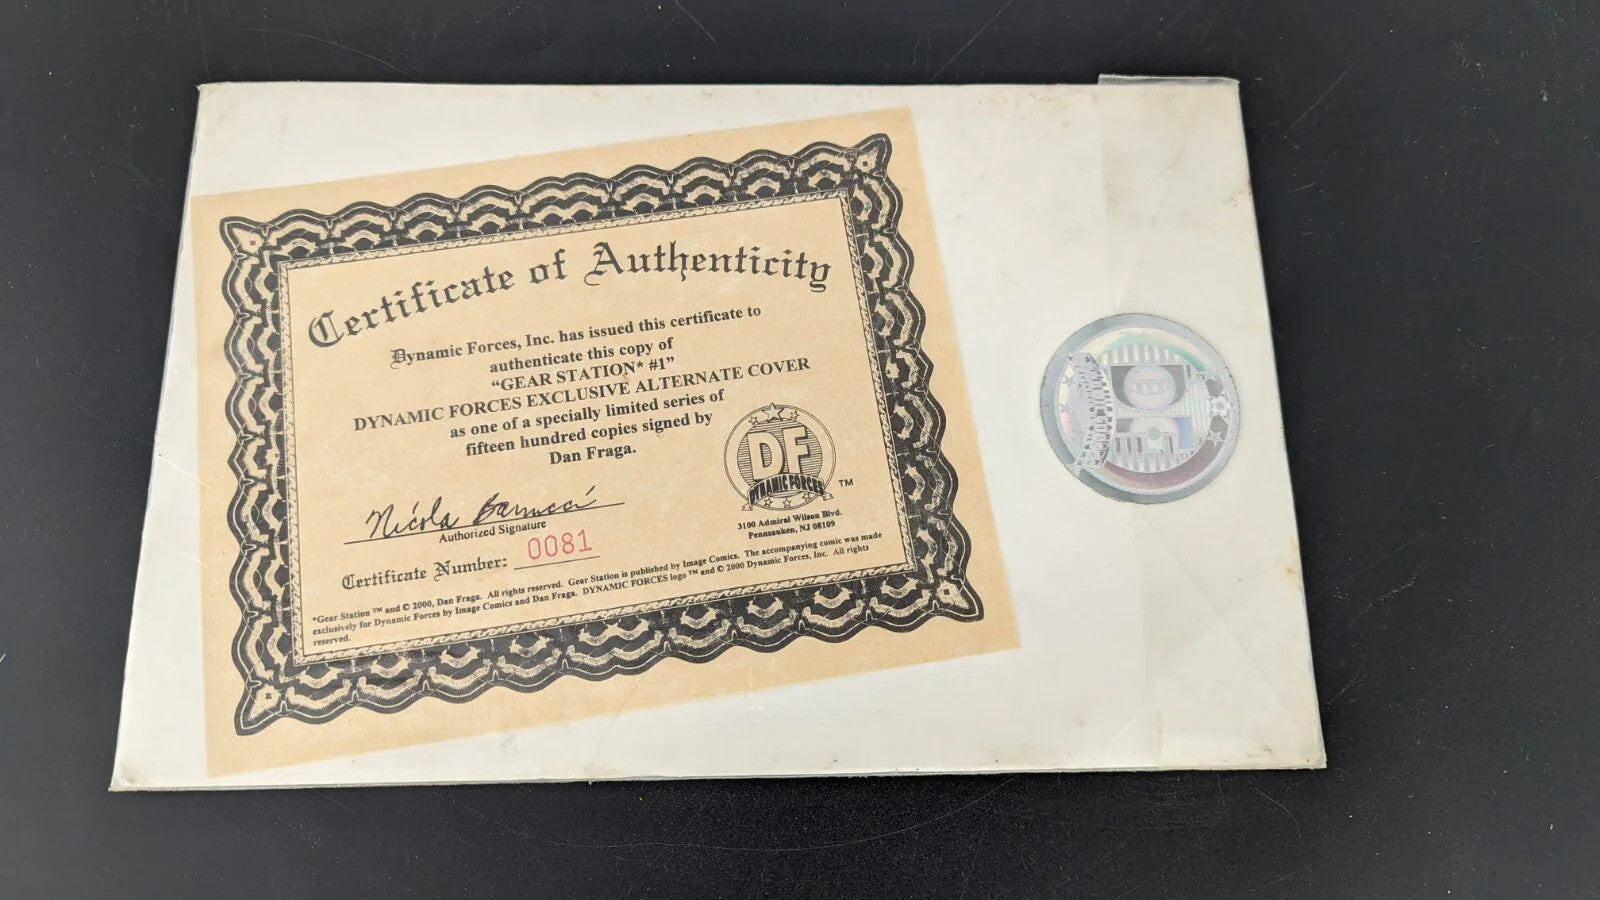 Certificate of Authenticity
Dynamic Forces, Inc. has issued this certificate to
authenticate this copy of
“GEAR STATION* #1”
DYNAMIC FORCES EXCLUSIVE ALTERNATE COVER
as one of a specially limited series of
fifteen hundred copies signed by
Dan Fraga.
DF
DYNAMIC FORCES
TM
3100 Admiral Wilson Blvd.
Pennsauken, NJ 08109
Nicola Barrucci
Authorized Signature
Certificate Number: 0081
*Gear Station ™ and © 2000, Dan Fraga. All rights reserved. Gear Station is published by Image Comics. The accompanying comic was made
exclusively for Dynamic Forces by Image Comics and Dan Fraga. DYNAMIC FORCES logo ™ and © 2000 Dynamic Forces, Inc. All rights
reserved.